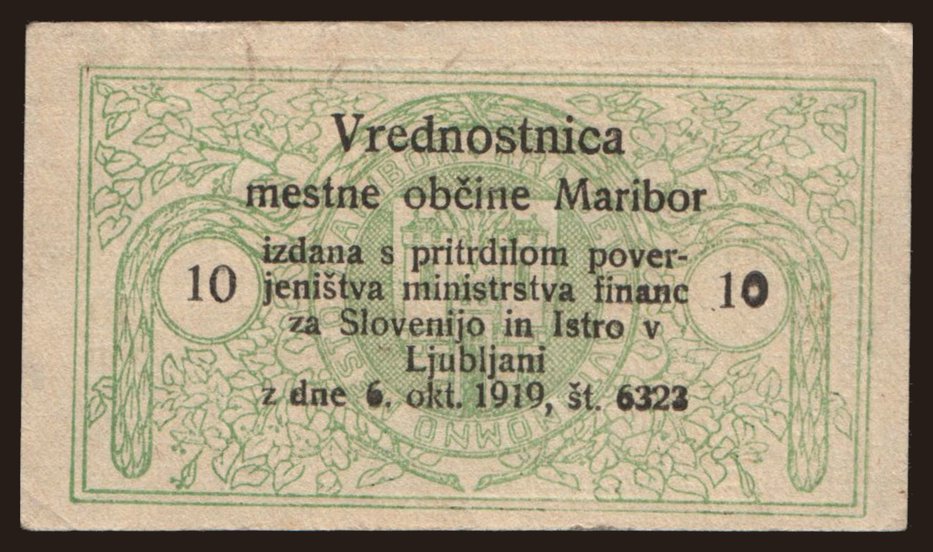 Vrednostnica
mestne občine Maribor
izdana s pritrdilom pover-
jeništva ministrstva financ
za Slovenijo in Istro v
Ljubljani
z dne 6. okt. 1919, št. 6323
10
10